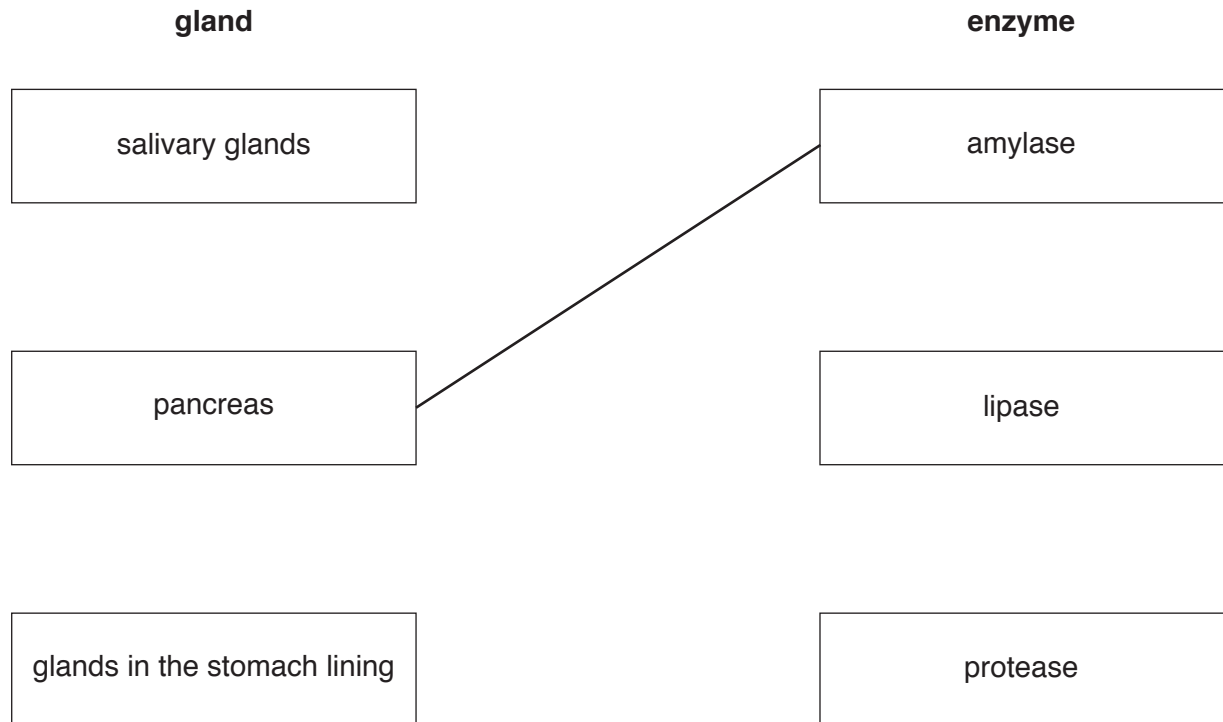 gland
enzyme
salivary glands
amylase
pancreas
lipase
glands in the stomach lining
protease